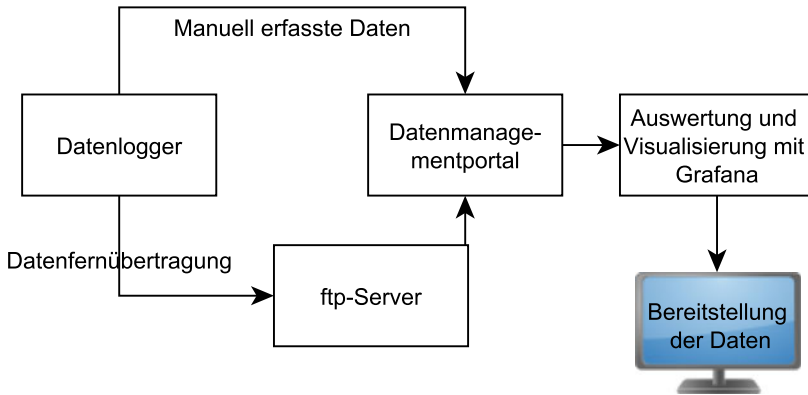 Manuell erfasste Daten
Datenlogger
Datenmanage-
mentportal
Auswertung und
Visualisierung mit
Grafana
Datenfernübertragung
ftp-Server
Bereitstellung
der Daten